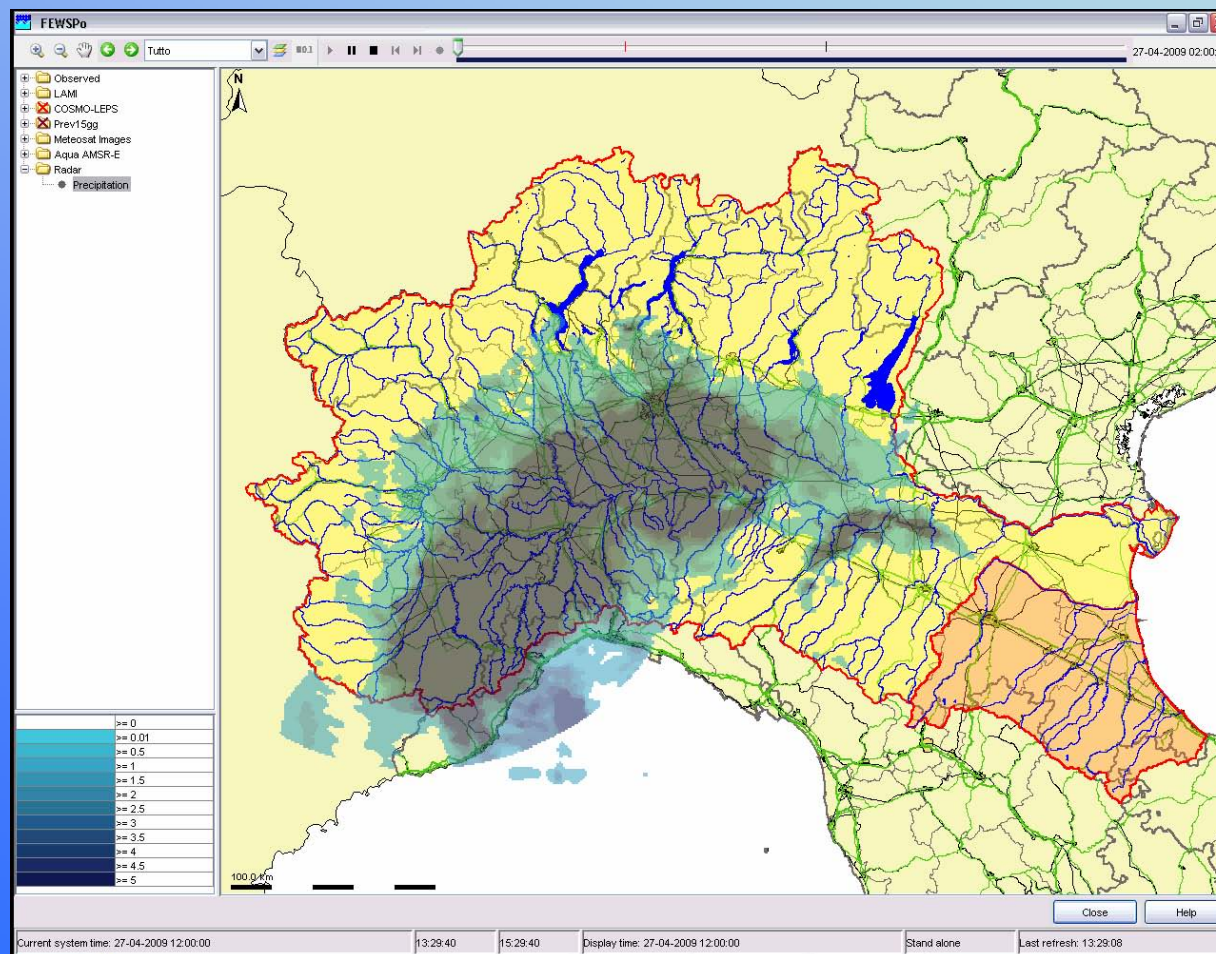 FEWSPo
Tutto
27-04-2009 02:00:
Observed
LAMI
COSMO-LEPS
Prev15gg
Meteosat Images
Aqua AMSR-E
Radar
Precipitation
N
>= 0
>= 0.01
>= 0.5
>= 1
>= 1.5
>= 2
>= 2.5
>= 3
>= 3.5
>= 4
>= 4.5
>= 5
100.0 km
Close
Help
Current system time: 27-04-2009 12:00:00
13:29:40
15:29:40
Display time: 27-04-2009 12:00:00
Stand alone
Last refresh: 13:29:08